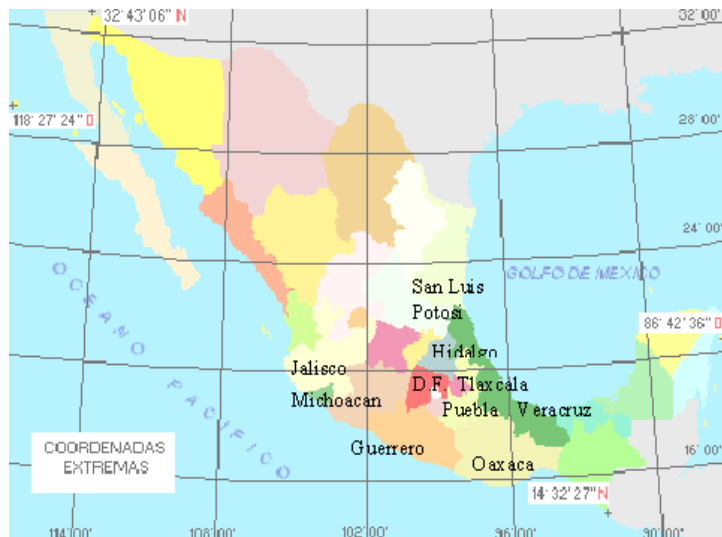 32° 43' 06" N
32° 00'
118° 27' 24" O
28° 00'
24° 00'
OCEANO PACIFICO
GOLFO DE MEXICO
San Luis
Potosi
86° 42' 36" O
Hidalgo
Jalisco
D.F. Tlaxcala
Michoacan
Puebla Veracruz
Guerrero
COORDENADAS
EXTREMAS
Oaxaca
16° 00'
14° 32' 27" N
114° 00'
108° 00'
102° 00'
96° 00'
90° 00'